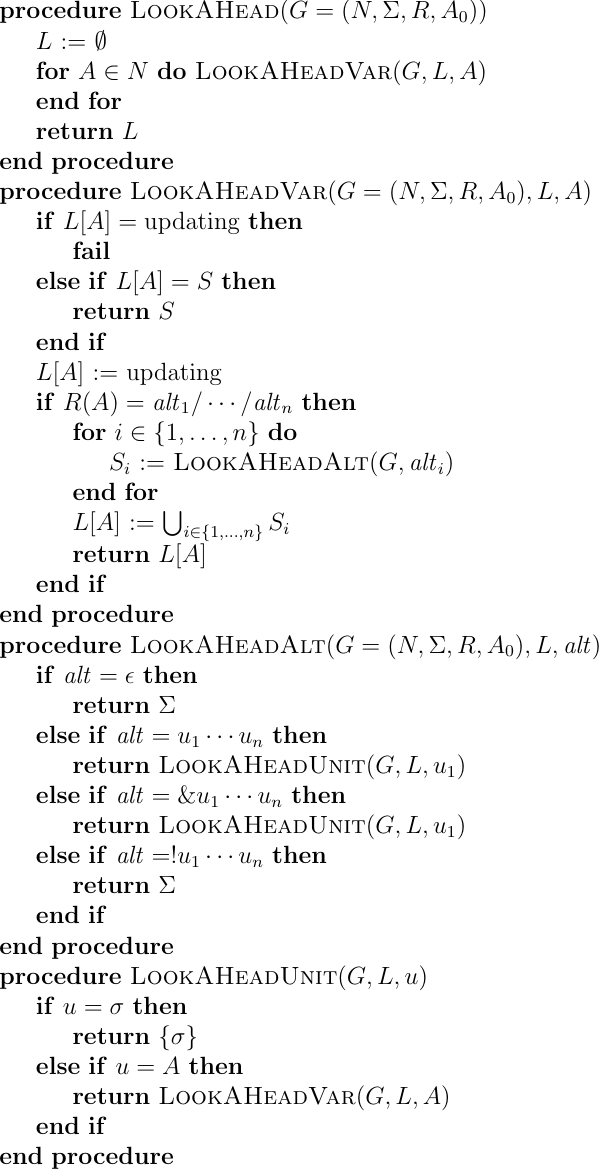 procedure LOOKAHEAD(G = (N, Σ, R, A₀))
L := ∅
for A ∈ N do LOOKAHEADVAR(G, L, A)
end for
return L
end procedure
procedure LOOKAHEADVAR(G = (N, Σ, R, A₀), L, A)
if L[A] = updating then
fail
else if L[A] = S then
return S
end if
L[A] := updating
if R(A) = alt₁/ · · · /altₙ then
for i ∈ {1, . . . , n} do
Sᵢ := LOOKAHEADALT(G, altᵢ)
end for
L[A] := ⋃_{i∈{1,...,n}} Sᵢ
return L[A]
end if
end procedure
procedure LOOKAHEADALT(G = (N, Σ, R, A₀), L, alt)
if alt = ϵ then
return Σ
else if alt = u₁ · · · uₙ then
return LOOKAHEADUNIT(G, L, u₁)
else if alt = &u₁ · · · uₙ then
return LOOKAHEADUNIT(G, L, u₁)
else if alt =!u₁ · · · uₙ then
return Σ
end if
end procedure
procedure LOOKAHEADUNIT(G, L, u)
if u = σ then
return {σ}
else if u = A then
return LOOKAHEADVAR(G, L, A)
end if
end procedure